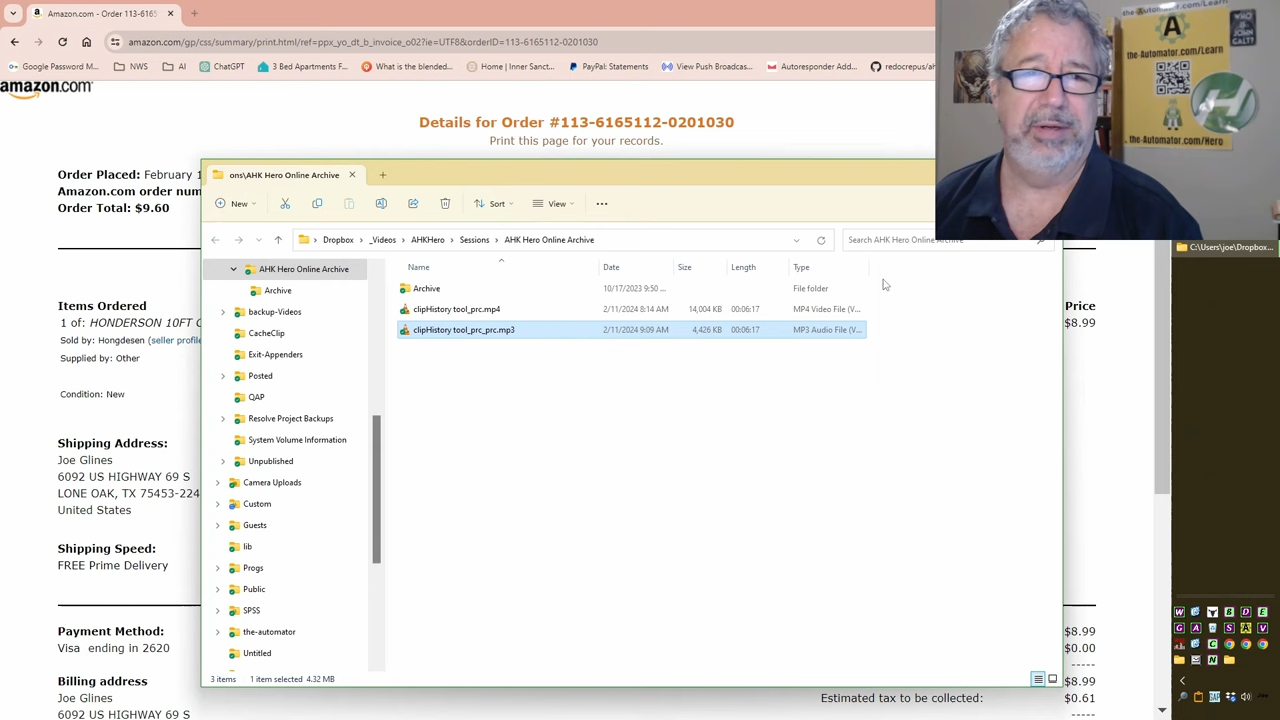 Amazon.com - Order 113-6165
amazon.com/gp/css/summary/print.html/ref=ppx_yo_dt_b_invoice_o02?ie=UTF8&orderID=113-6165112-0201030
Google Password M...
NWS
AI
ChatGPT
3 Bed Apartments F...
What is the b
| Inner Sanct...
PayPal: Statements
View Push Broadcast...
Autoresponder Add...
redocrepus/ah
amazon.com
Details for Order #113-6165112-0201030
Print this page for your records.
Order Placed: February 1
Amazon.com order num
Order Total: $9.60
Items Ordered
Price
1 of: HONDERSON 10FT C
$8.99
Sold by: Hongdesen (seller profile
Supplied by: Other
Condition: New
Shipping Address:
Joe Glines
6092 US HIGHWAY 69 S
LONE OAK, TX 75453-224
United States
Shipping Speed:
FREE Prime Delivery
Payment Method:
Visa ending in 2620
Billing address
Joe Glines
6092 US HIGHWAY 69 S
$8.99
$0.00
-----
$8.99
Estimated tax to be collected:
$0.61
-----
ons\AHK Hero Online Archive
New
Sort
View
Dropbox
_Videos
AHKHero
Sessions
AHK Hero Online Archive
Search AHK Hero Online Archive
AHK Hero Online Archive
Archive
backup-Videos
CacheClip
Exit-Appenders
Posted
QAP
Resolve Project Backups
System Volume Information
Unpublished
Camera Uploads
Custom
Guests
lib
Progs
Public
SPSS
the-automator
Untitled
Name Date Size Length Type
Archive 10/17/2023 9:50 ... File folder
clipHistory tool_prc.mp4 2/11/2024 8:14 AM 14,004 KB 00:06:17 MP4 Video File (V...
clipHistory tool_prc_prc.mp3 2/11/2024 9:09 AM 4,426 KB 00:06:17 MP3 Audio File (V...
3 items 1 item selected 4.32 MB
the-Automator.com/Learn
A
the-Automator.com/Learn
WHO IS JOHN GALT?
H
the-Automator.com/Hero
C:\Users\joe\Dropbox...
W
B
D
E
G
A
S
A
V
C
N